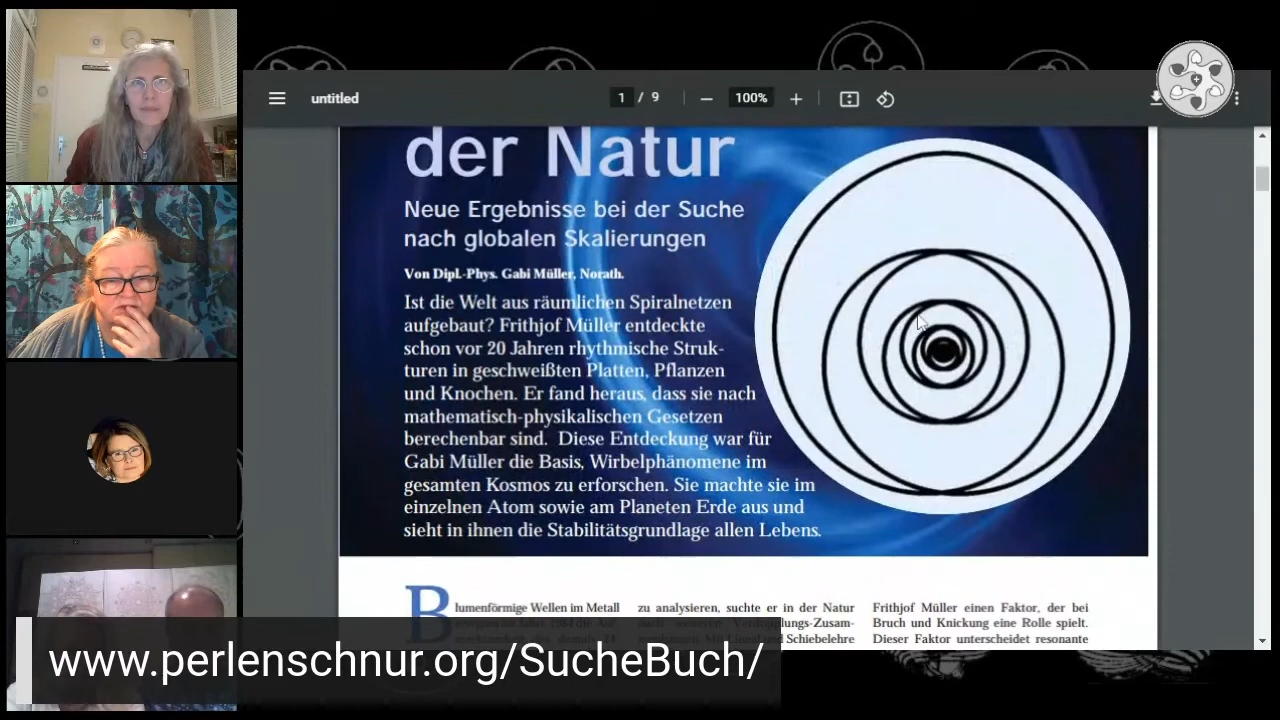 untitled
1 / 9
100%
der Natur
Neue Ergebnisse bei der Suche
nach globalen Skalierungen
Von Dipl.-Phys. Gabi Müller, Norath.
Ist die Welt aus räumlichen Spiralnetzen
aufgebaut? Frithjof Müller entdeckte
schon vor 20 Jahren rhythmische Struk-
turen in geschweißten Platten, Pflanzen
und Knochen. Er fand heraus, dass sie nach
mathematisch-physikalischen Gesetzen
berechenbar sind. Diese Entdeckung war für
Gabi Müller die Basis, Wirbelphänomene im
gesamten Kosmos zu erforschen. Sie machte sie im
einzelnen Atom sowie am Planeten Erde aus und
sieht in ihnen die Stabilitätsgrundlage allen Lebens.
Blumenförmige Wellen im Metall
zu analysieren, suchte er in der Natur
Schiebelehre
Frithjof Müller einen Faktor, der bei
Bruch und Knickung eine Rolle spielt.
Dieser Faktor unterscheidet resonante
www.perlenschnur.org/SucheBuch/